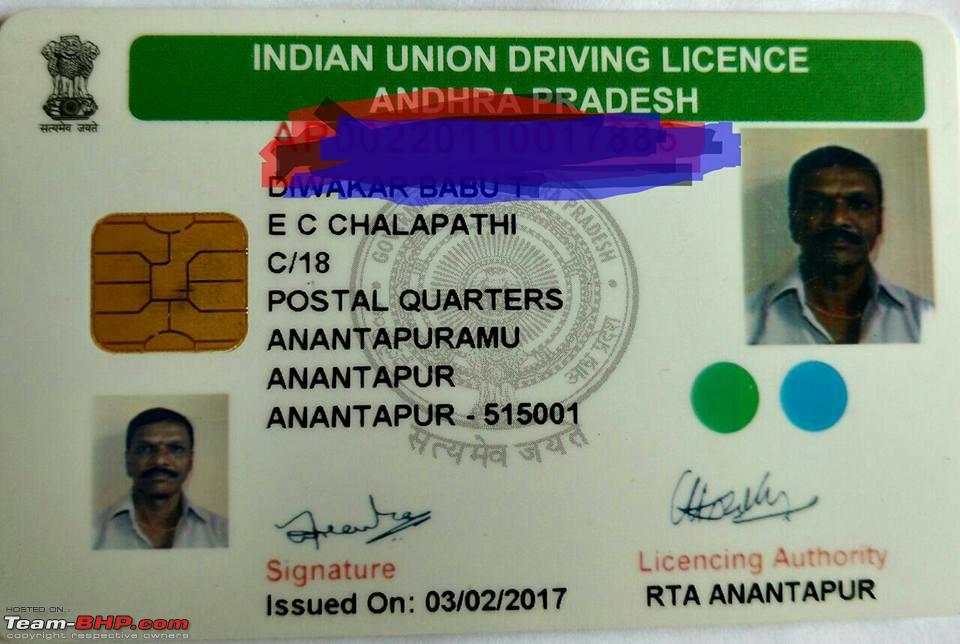 सत्यमेव जयते
INDIAN UNION DRIVING LICENCE
ANDHRA PRADESH
AP
DIWAKAR BABU T
E C CHALAPATHI
C/18
POSTAL QUARTERS
ANANTAPURAMU
ANANTAPUR
ANANTAPUR - 515001
PRADESH
सत्यमेव जयते
Signature
Issued On: 03/02/2017
Licencing Authority
RTA ANANTAPUR
HOSTED ON :
Team-BHP.com
copyright respective owners